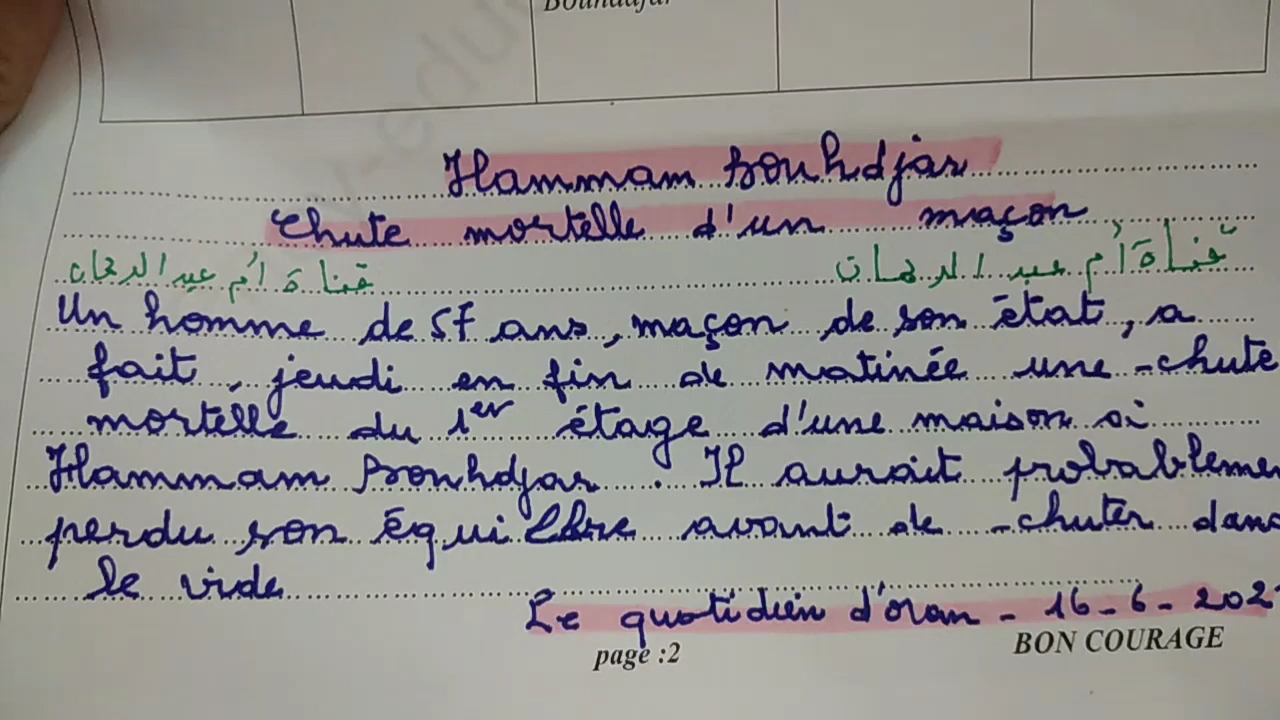 Boundajar
Hammam Bouhdjar
Chute mortelle d'un maçon
قناة أم عبد الرحمان قناة أم عبد الرحمان
Un homme de 57 ans, maçon de son état, a
fait, jeudi en fin de matinée une chute
mortelle du 1er étage d'une maison à
Hammam Bouhdjar. Il aurait probableme
perdu son équilibre avant de chuter dans
le vide
Le quotidien d'oran - 16-6-202
page :2 BON COURAGE